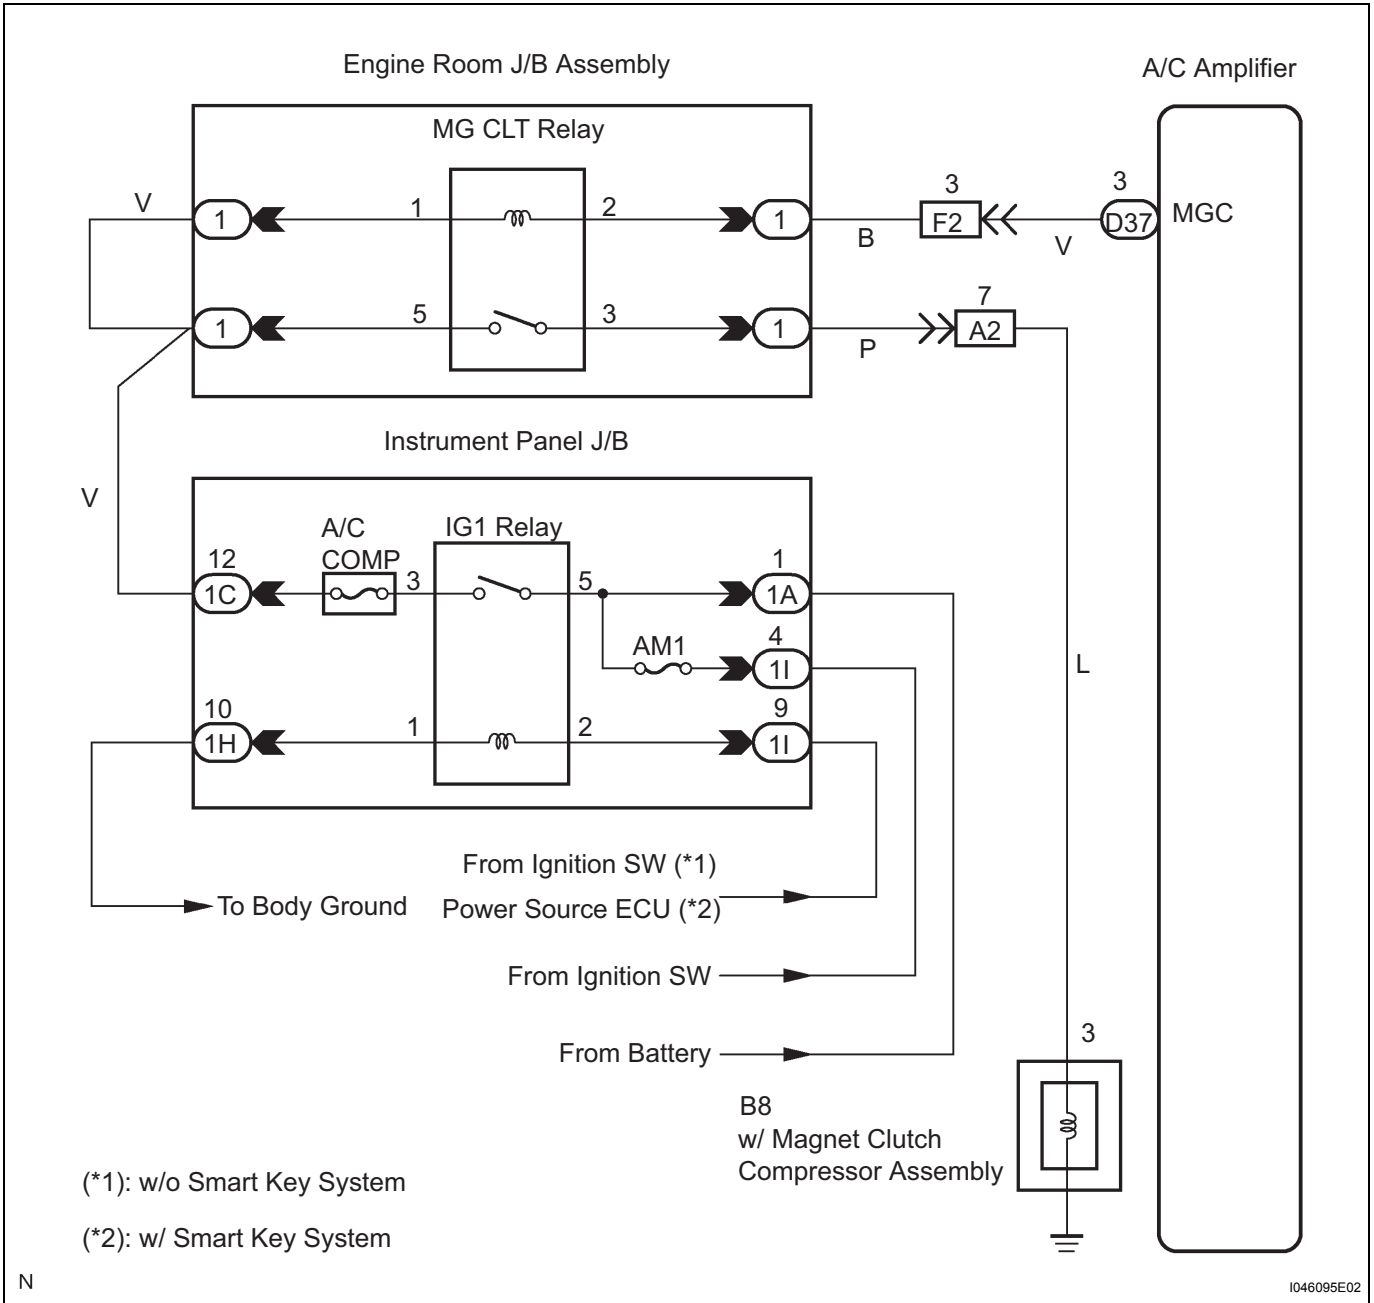 Engine Room J/B Assembly
A/C Amplifier
MG CLT Relay
V
1
1
2
1
B
3
F2
V
3
D37
MGC
1
5
3
1
P
7
A2
Instrument Panel J/B
V
A/C
COMP
IG1 Relay
12
1C
3
5
1
1A
AM1
4
1I
L
10
1H
1
2
9
1I
From Ignition SW (*1)
To Body Ground
Power Source ECU (*2)
From Ignition SW
From Battery
3
B8
w/ Magnet Clutch
Compressor Assembly
(*1): w/o Smart Key System
(*2): w/ Smart Key System
N
I046095E02